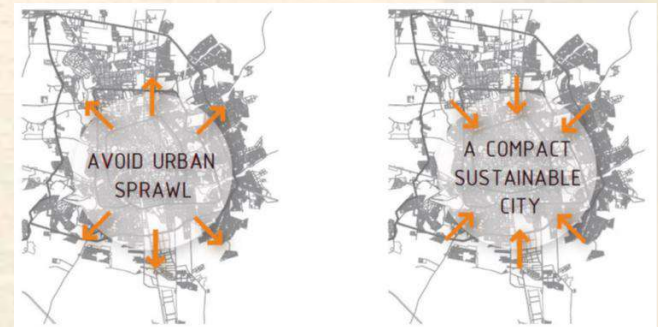 AVOID URBAN
SPRAWL
A COMPACT
SUSTAINABLE
CITY